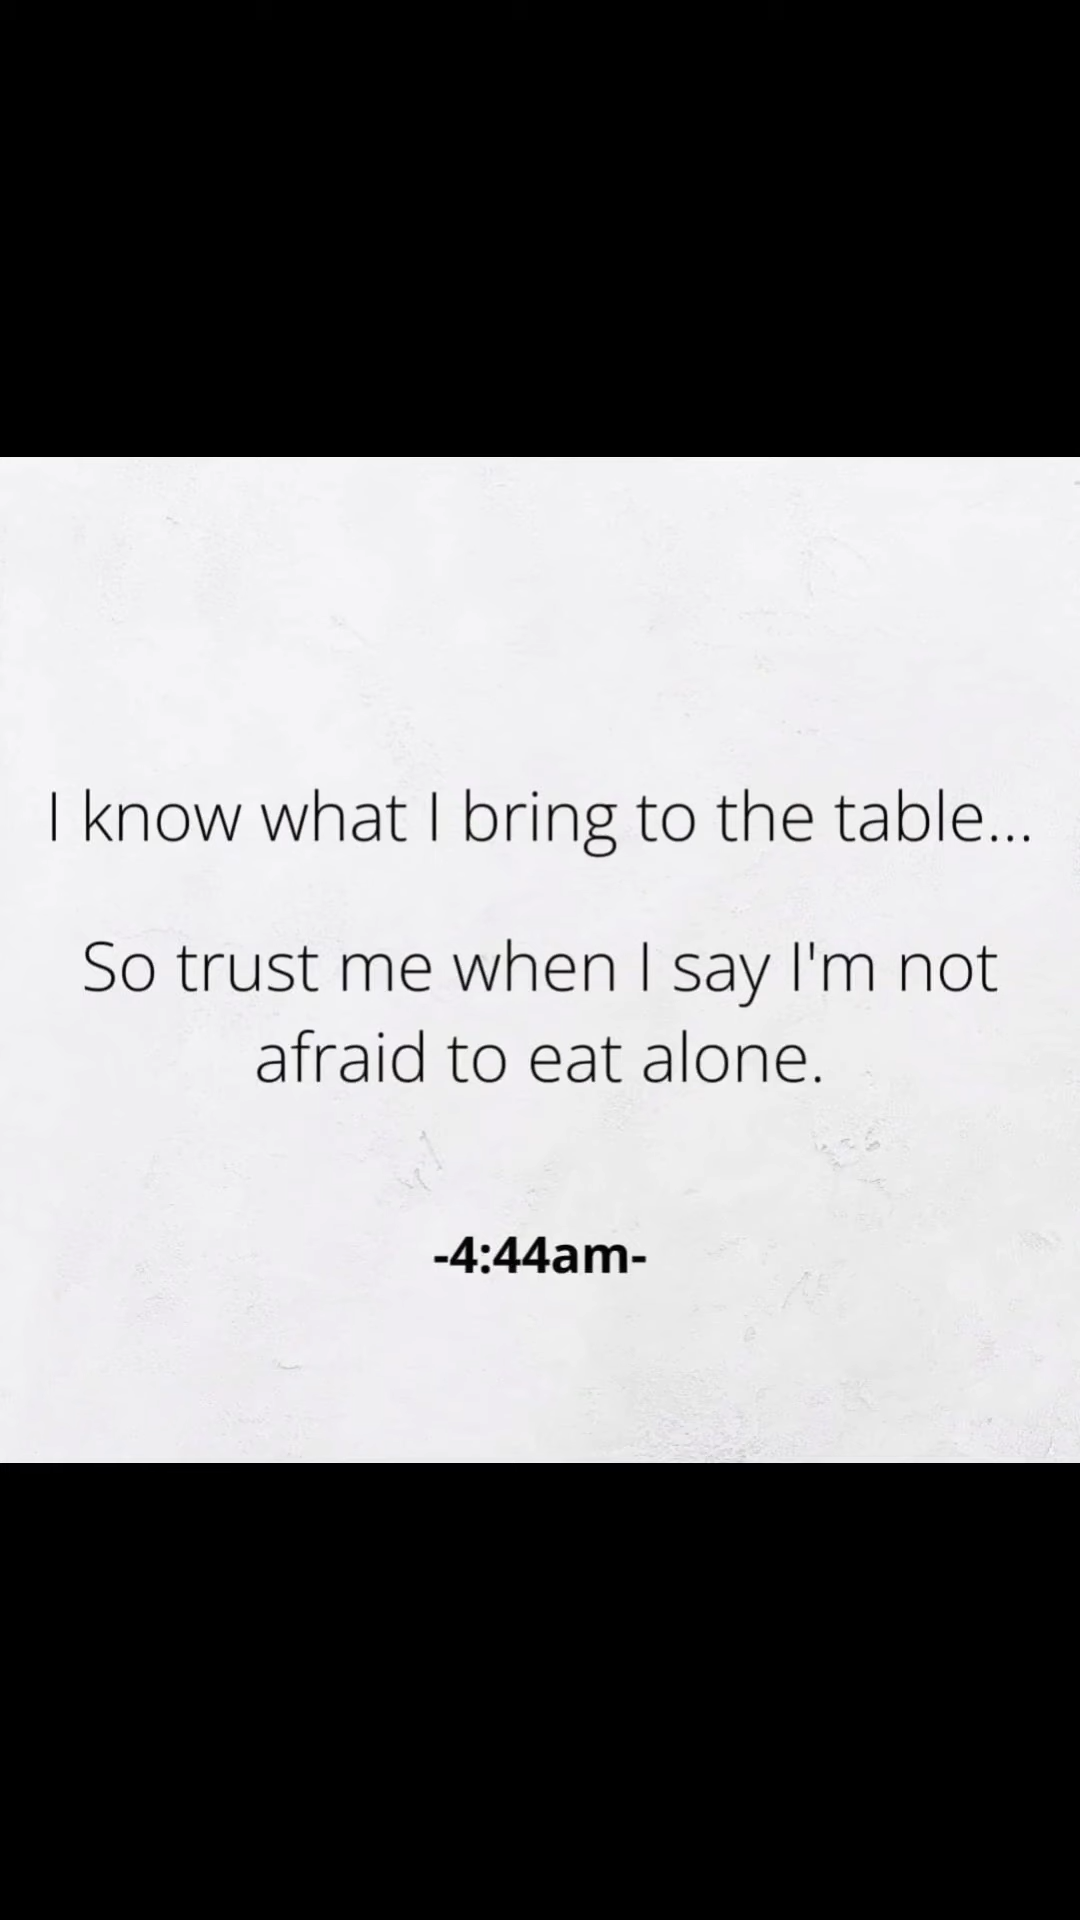 I know what I bring to the table...
So trust me when I say I'm not
afraid to eat alone.
-4:44am-